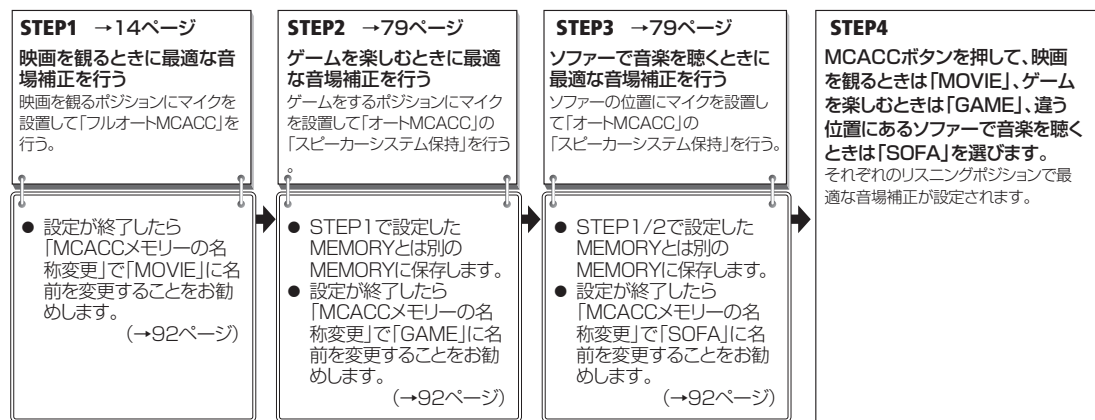 STEP1 →14ページ
映画を観るときに最適な音
場補正を行う
映画を観るポジションにマイクを
設置して「フルオートMCACC」を
行う。
● 設定が終了したら
「MCACCメモリーの名
称変更」で「MOVIE」に名
前を変更することをお勧
めします。
(→92ページ)
STEP2 →79ページ
ゲームを楽しむときに最適
な音場補正を行う
ゲームをするポジションにマイク
を設置して「オートMCACC」の
「スピーカーシステム保持」を行う
。
● STEP1で設定した
MEMORYとは別の
MEMORYに保存します。
● 設定が終了したら
「MCACCメモリーの名
称変更」で「GAME」に名
前を変更することをお勧
めします。
(→92ページ)
STEP3 →79ページ
ソファーで音楽を聴くときに
最適な音場補正を行う
ソファーの位置にマイクを設置し
て「オートMCACC」の
「スピーカーシステム保持」を行う。
● STEP1/2で設定した
MEMORYとは別の
MEMORYに保存します。
● 設定が終了したら
「MCACCメモリーの名
称変更」で「SOFA」に名
前を変更することをお勧
めします。
(→92ページ)
STEP4
MCACCボタンを押して、映画
を観るときは「MOVIE」、ゲーム
を楽しむときは「GAME」、違う
位置にあるソファーで音楽を聴く
ときは「SOFA」を選びます。
それぞれのリスニングポジションで最
適な音場補正が設定されます。